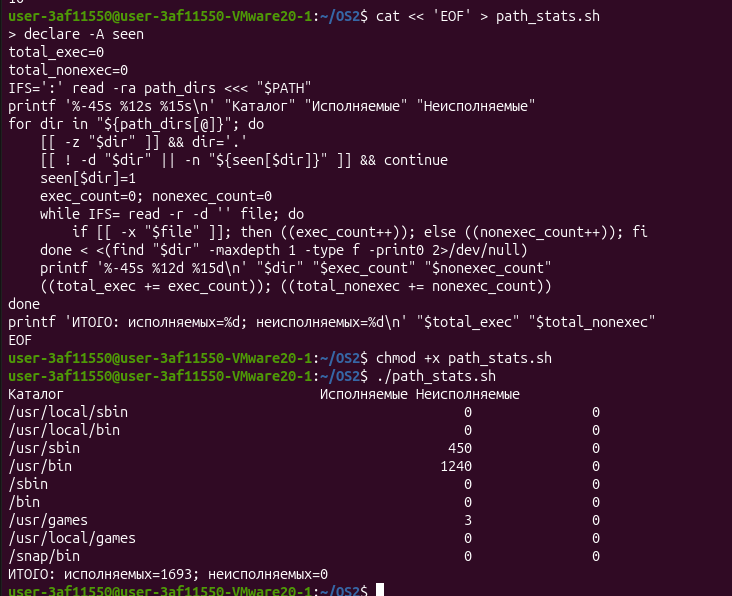 user-3af11550@user-3af11550-VMware20-1:~/OS2$ cat << 'EOF' > path_stats.sh
> declare -A seen
total_exec=0
total_nonexec=0
IFS=':' read -ra path_dirs <<< "$PATH"
printf '%-45s %12s %15s\n' "Каталог" "Исполняемые" "Неисполняемые"
for dir in "${path_dirs[@]}"; do
    [[ -z "$dir" ]] && dir='.'
    [[ ! -d "$dir" || -n "${seen[$dir]}" ]] && continue
    seen[$dir]=1
    exec_count=0; nonexec_count=0
    while IFS= read -r -d '' file; do
        if [[ -x "$file" ]]; then ((exec_count++)); else ((nonexec_count++)); fi
    done < <(find "$dir" -maxdepth 1 -type f -print0 2>/dev/null)
    printf '%-45s %12d %15d\n' "$dir" "$exec_count" "$nonexec_count"
    ((total_exec += exec_count)); ((total_nonexec += nonexec_count))
done
printf 'ИТОГО: исполняемых=%d; неисполняемых=%d\n' "$total_exec" "$total_nonexec"
EOF
user-3af11550@user-3af11550-VMware20-1:~/OS2$ chmod +x path_stats.sh
user-3af11550@user-3af11550-VMware20-1:~/OS2$ ./path_stats.sh
Каталог                                Исполняемые Неисполняемые
/usr/local/sbin                                          0               0
/usr/local/bin                                           0               0
/usr/sbin                                              450               0
/usr/bin                                              1240               0
/sbin                                                    0               0
/bin                                                     0               0
/usr/games                                               3               0
/usr/local/games                                         0               0
/snap/bin                                                0               0
ИТОГО: исполняемых=1693; неисполняемых=0
user-3af11550@user-3af11550-VMware20-1:~/OS2$